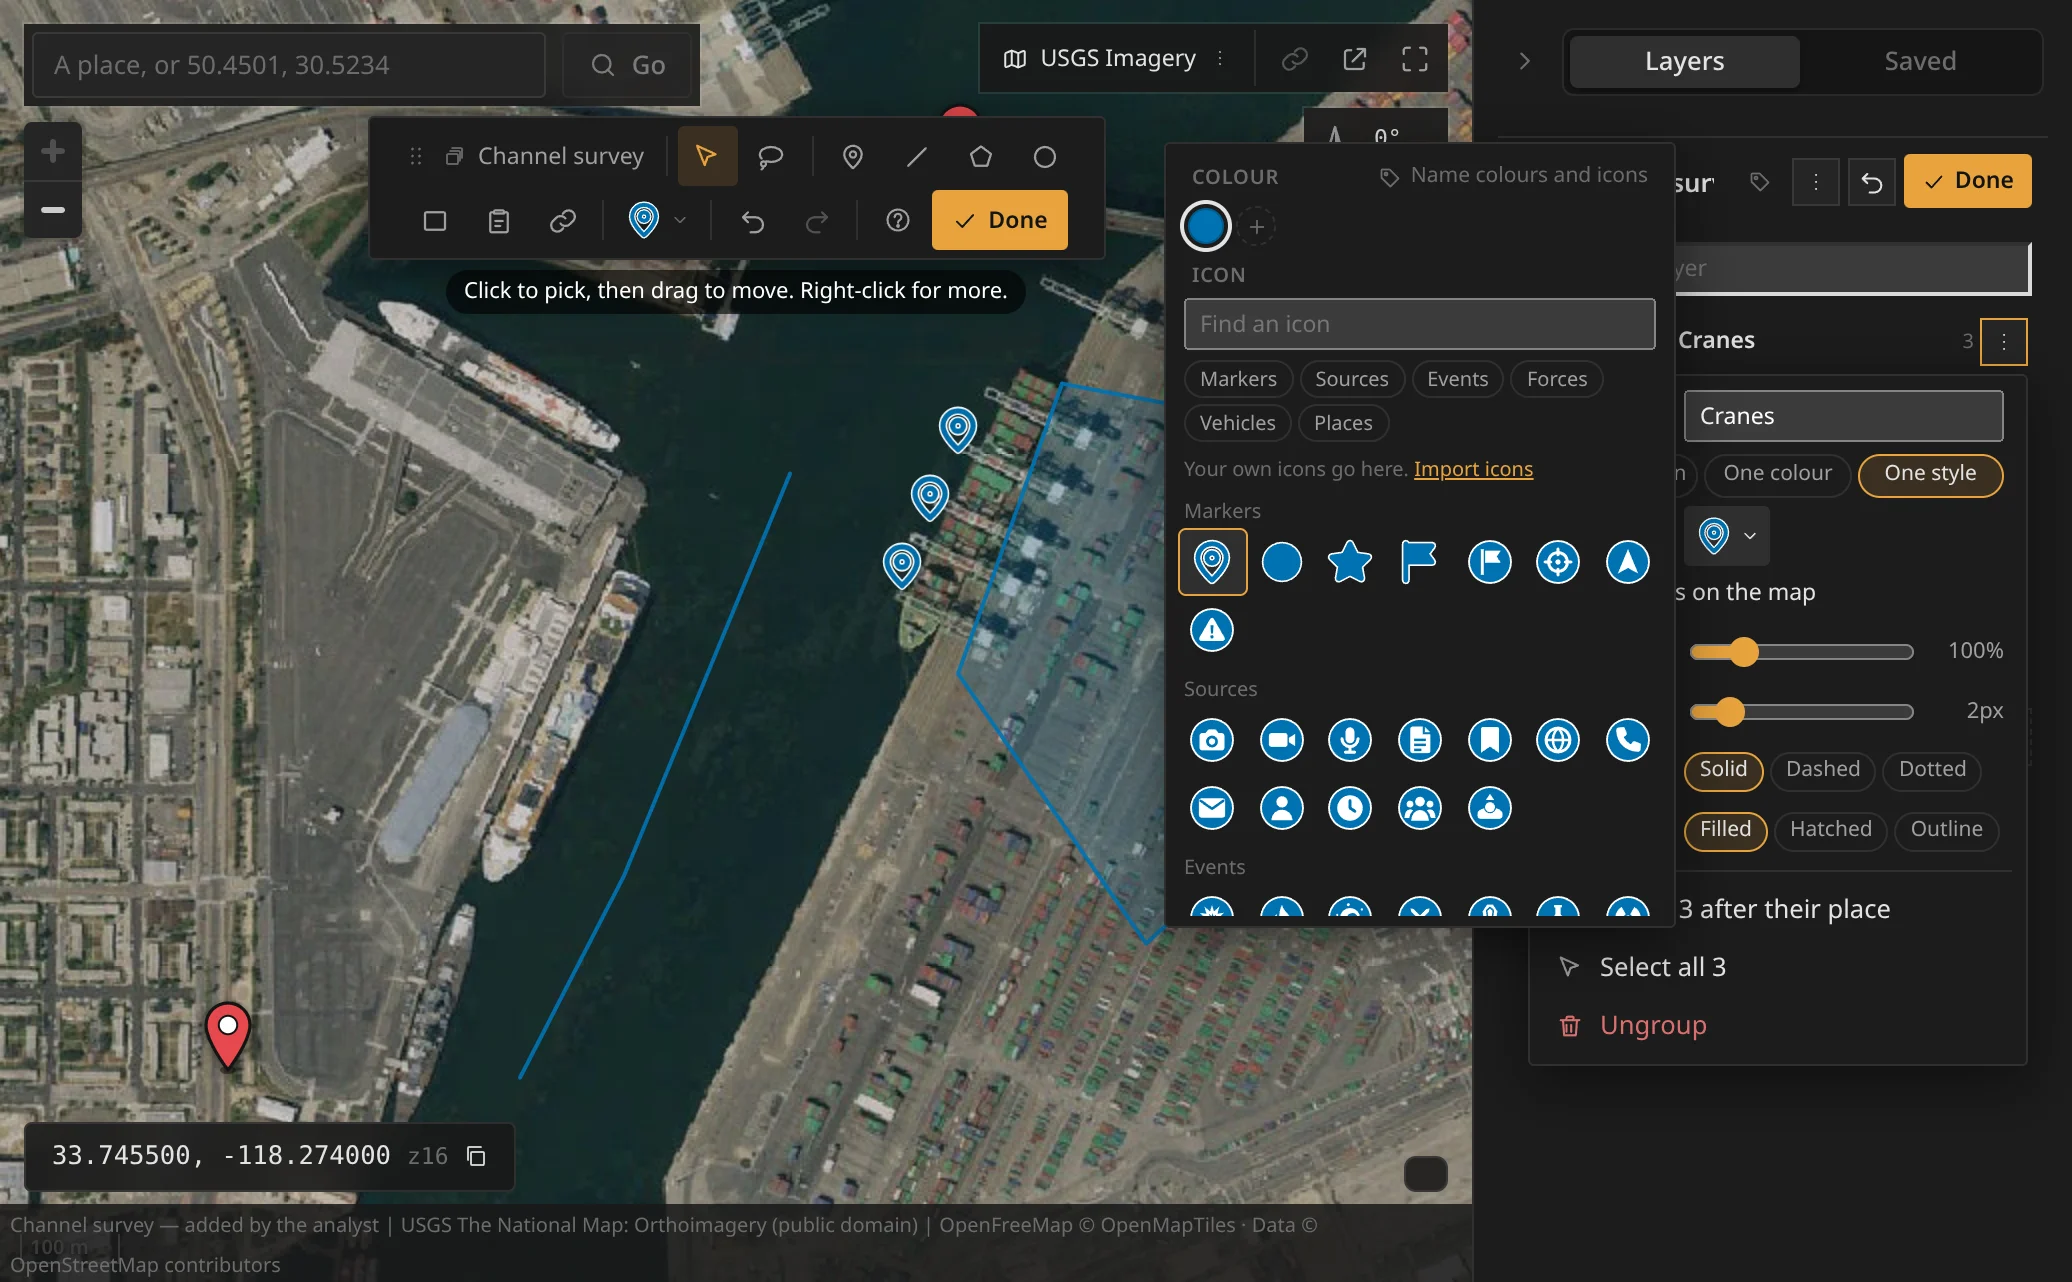 A place, or 50.4501, 30.5234
Go
USGS Imagery
Layers
Saved
0°
Channel survey
Done
Click to pick, then drag to move. Right-click for more.
COLOUR
Name colours and icons
ICON
Find an icon
Markers
Sources
Events
Forces
Vehicles
Places
Your own icons go here. Import icons
Markers
Sources
Events
Done
Cranes
3
Cranes
One colour
One style
s on the map
100%
2px
Solid
Dashed
Dotted
Filled
Hatched
Outline
3 after their place
Select all 3
Ungroup
33.745500, -118.274000 z16
Channel survey — added by the analyst | USGS The National Map: Orthoimagery (public domain) | OpenFreeMap © OpenMapTiles · Data ©
100 m
OpenStreetMap contributors